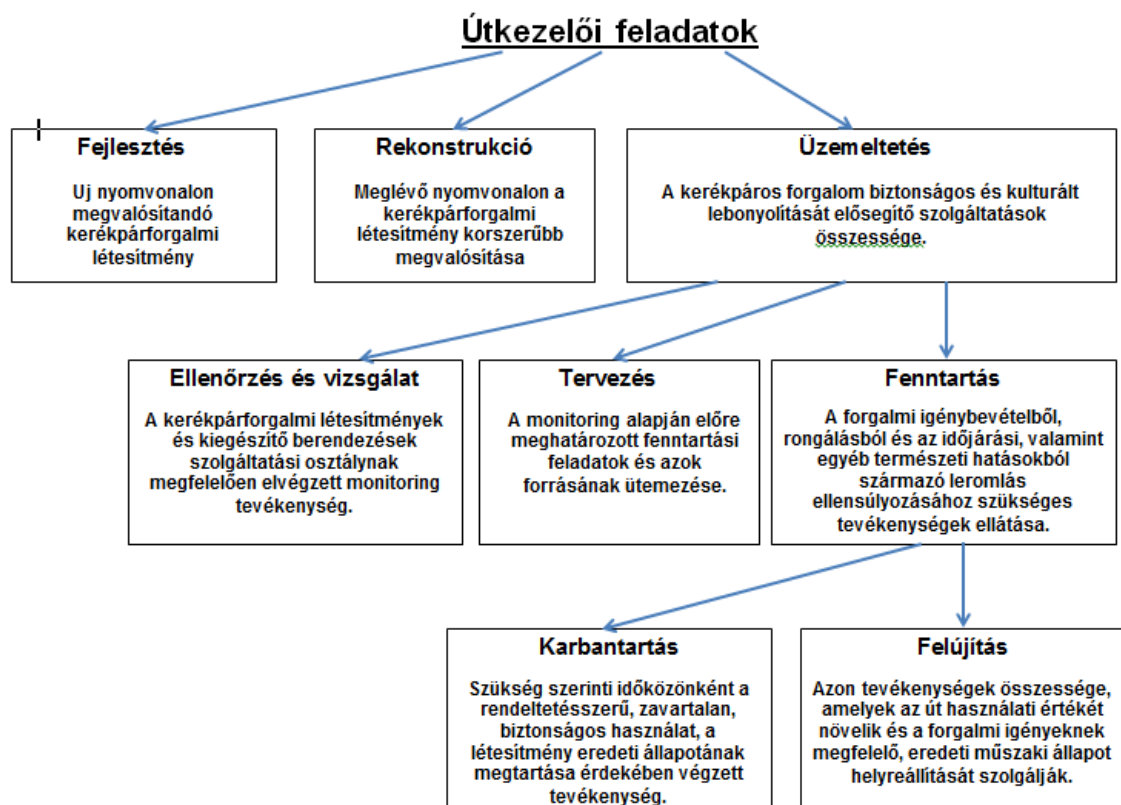 Útkezelői feladatok
Fejlesztés
Uj nyomvonalon
megvalósítandó
kerékpárforgalmi
létesítmény
Rekonstrukció
Meglévő nyomvonalon a
kerékpárforgalmi
létesítmény korszerűbb
megvalósítása
Üzemeltetés
A kerékpáros forgalom biztonságos és kulturált
lebonyolítását elősegítő szolgáltatások
összessége.
Ellenőrzés és vizsgálat
A kerékpárforgalmi létesítmények
és kiegészítő berendezések
szolgáltatási osztálynak
megfelelően elvégzett monitoring
tevékenység.
Tervezés
A monitoring alapján előre
meghatározott fenntartási
feladatok és azok
forrásának ütemezése.
Fenntartás
A forgalmi igénybevételből,
rongálásból és az időjárási, valamint
egyéb természeti hatásokból
származó leromlás
ellensúlyozásához szükséges
tevékenységek ellátása.
Karbantartás
Szükség szerinti időközönként a
rendeltetésszerű, zavartalan,
biztonságos használat, a
létesítmény eredeti állapotának
megtartása érdekében végzett
tevékenység.
Felújítás
Azon tevékenységek összessége,
amelyek az út használati értékét
növelik és a forgalmi igényeknek
megfelelő, eredeti műszaki állapot
helyreállítását szolgálják.